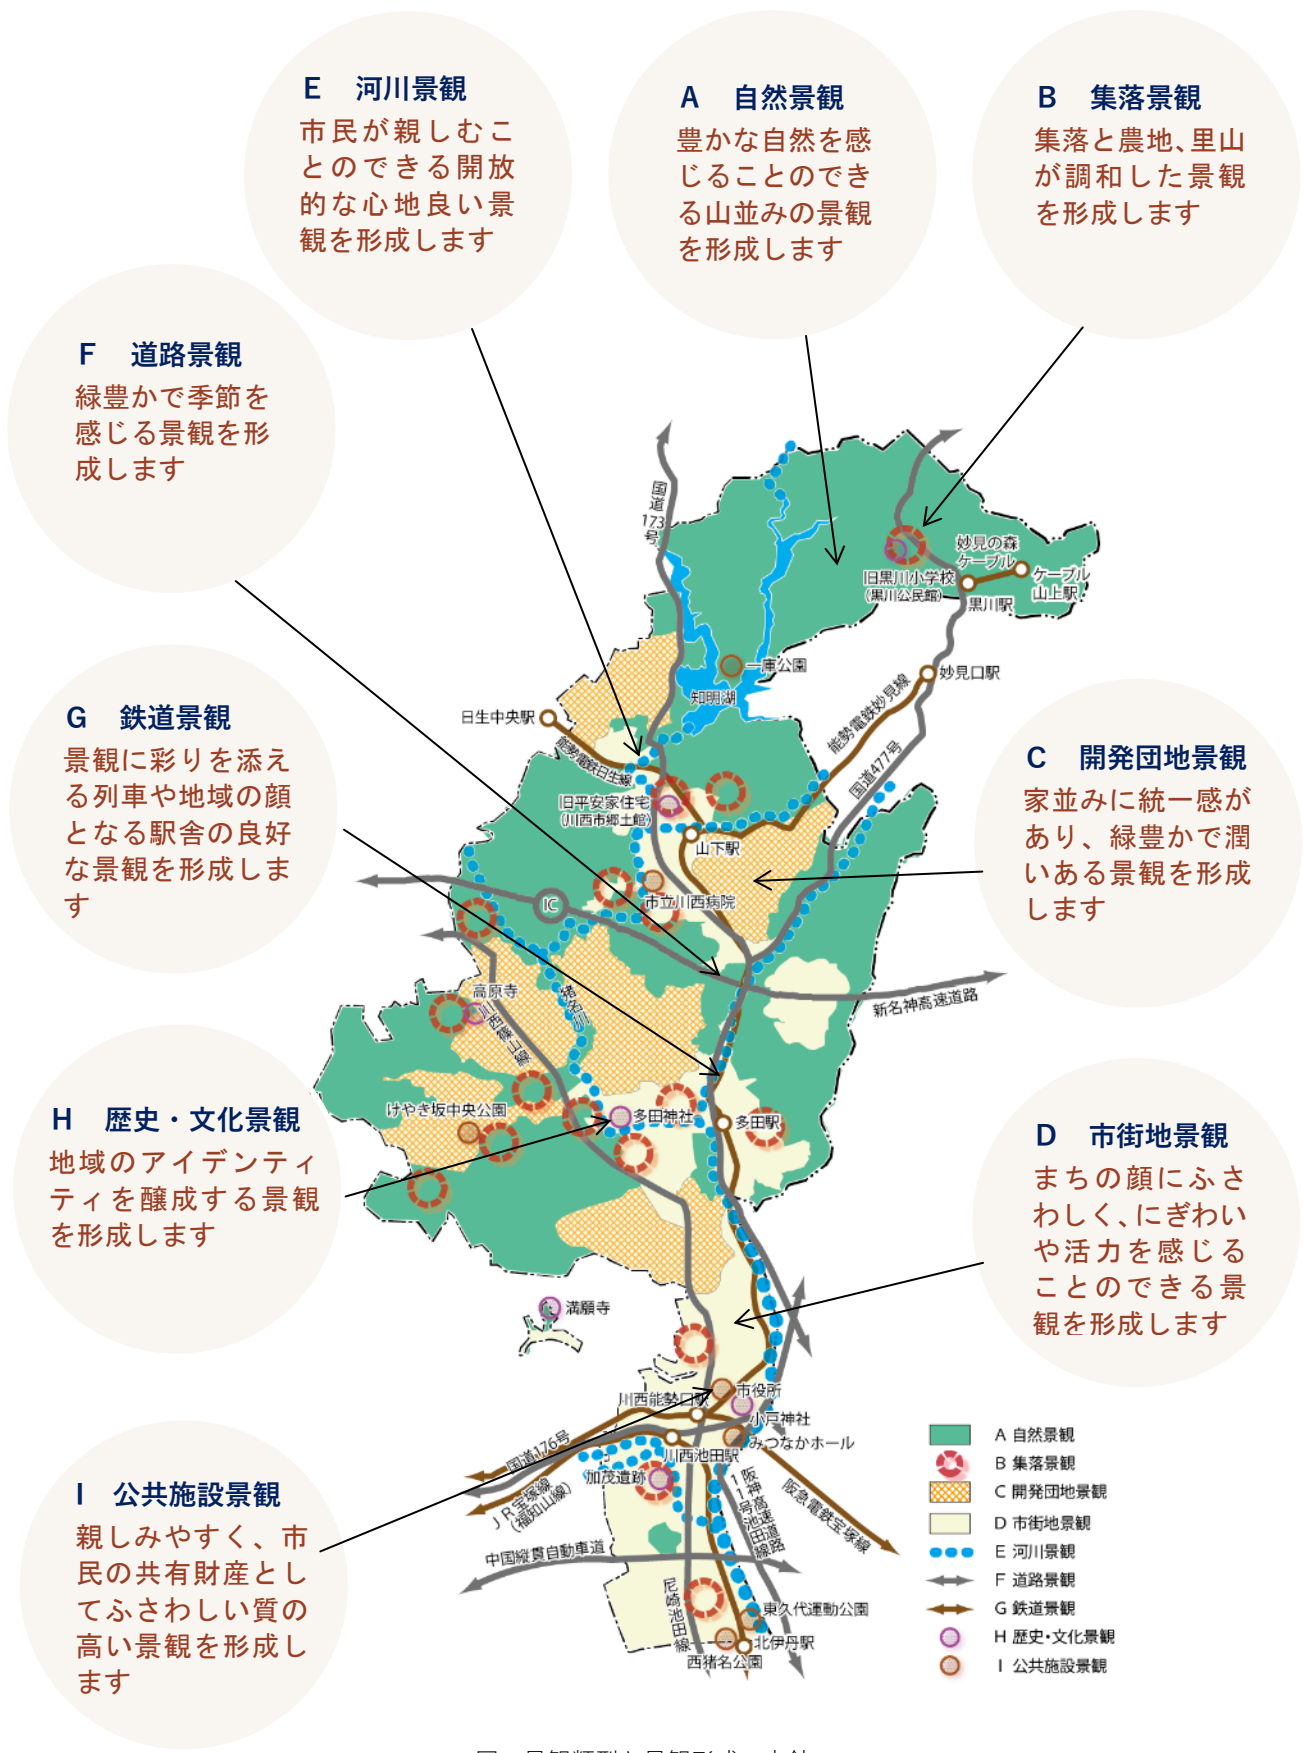 E 河川景観
市民が親しむこ
とのできる開放
的な心地良い景
観を形成します
A 自然景観
豊かな自然を感
じることのでき
る山並みの景観
を形成します
B 集落景観
集落と農地、里山
が調和した景観
を形成します
F 道路景観
緑豊かで季節を
感じる景観を形
成します
G 鉄道景観
景観に彩りを添え
る列車や地域の顔
となる駅舎の良好
な景観を形成しま
す
C 開発団地景観
家並みに統一感が
あり、緑豊かで潤
いある景観を形成
します
H 歴史・文化景観
地域のアイデンティ
ティを醸成する景観
を形成します
D 市街地景観
まちの顔にふさ
わしく、にぎわい
や活力を感じる
ことのできる景
観を形成します
I 公共施設景観
親しみやすく、市
民の共有財産とし
てふさわしい質の
高い景観を形成し
ます
国道173号
妙見の森
ケーブル
旧黒川小学校
(黒川公民館)
ケーブル
山上駅
黒川駅
一庫公園
妙見口駅
知明湖
日生中央駅
能勢電鉄妙見線
能勢電鉄日生線
国道477号
旧平安家住宅
(川西市郷土館)
山下駅
市立川西病院
IC
高原寺
猪名川
川西篠山線
新名神高速道路
けやき坂中央公園
多田神社
多田駅
満願寺
市役所
川西能勢口駅
小戸神社
みつなかホール
国道176号
川西池田駅
加茂遺跡
JR宝塚線
(福知山線)
阪神高速道路
11号池田線
阪急電鉄宝塚線
中国縦貫自動車道
尼崎池田線
東久代運動公園
北伊丹駅
西猪名公園
A 自然景観
B 集落景観
C 開発団地景観
D 市街地景観
E 河川景観
F 道路景観
G 鉄道景観
H 歴史・文化景観
I 公共施設景観